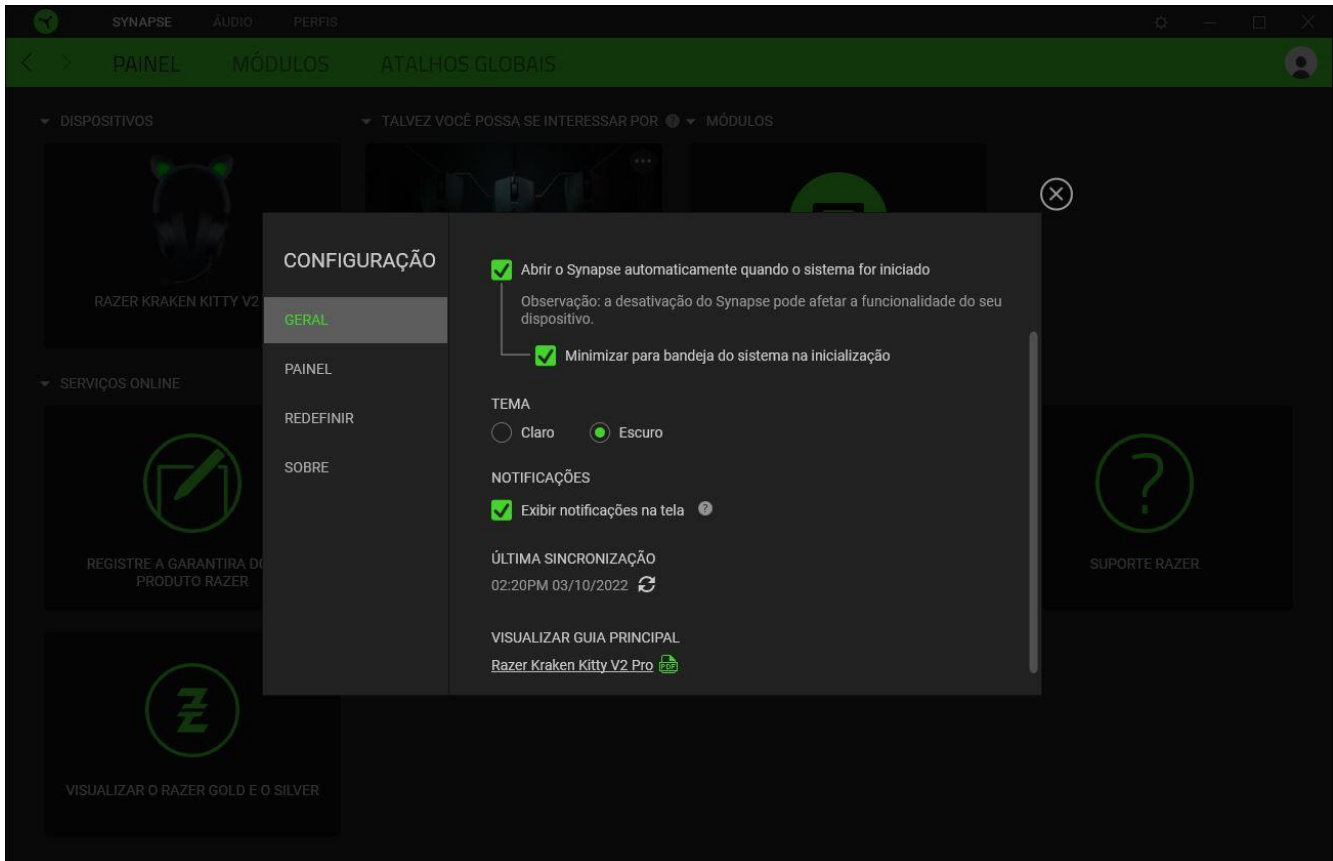 SYNAPSE ÁUDIO PERFIS
PAINEL MÓDULOS ATALHOS GLOBAIS
DISPOSITIVOS
TALVEZ VOCÊ POSSA SE INTERESSAR POR ?
MÓDULOS
RAZER KRAKEN KITTY V2
SERVIÇOS ONLINE
REGISTRE A GARANTIRA DO
PRODUTO RAZER
SUPORTE RAZER
VISUALIZAR O RAZER GOLD E O SILVER
CONFIGURAÇÃO
GERAL
PAINEL
REDEFINIR
SOBRE
Abrir o Synapse automaticamente quando o sistema for iniciado
Observação: a desativação do Synapse pode afetar a funcionalidade do seu
dispositivo.
Minimizar para bandeja do sistema na inicialização
TEMA
Claro Escuro
NOTIFICAÇÕES
Exibir notificações na tela ?
ÚLTIMA SINCRONIZAÇÃO
02:20PM 03/10/2022
VISUALIZAR GUIA PRINCIPAL
Razer Kraken Kitty V2 Pro PDF